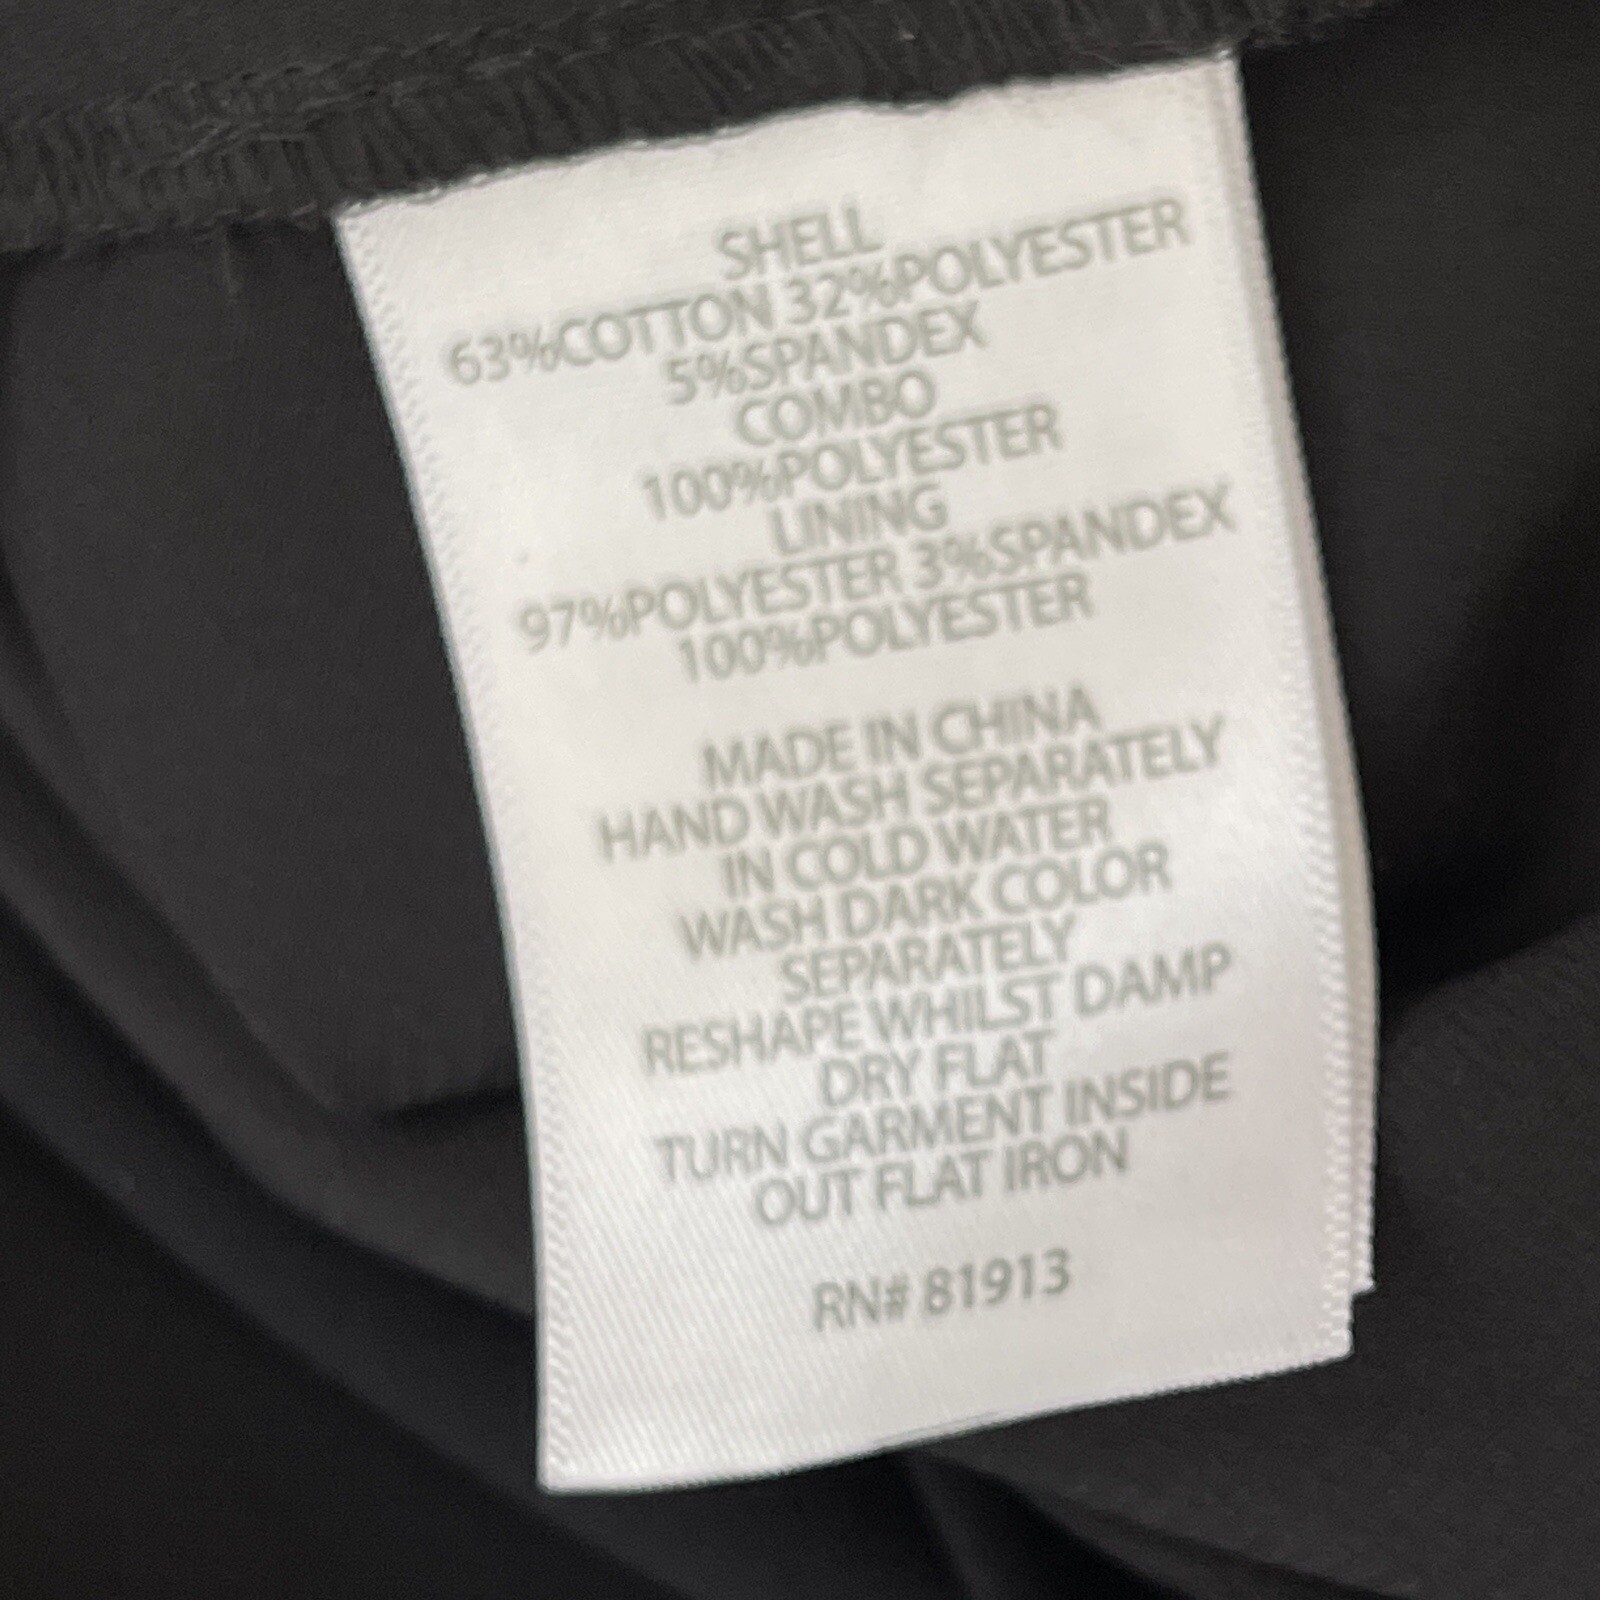 SHELL
63%COTTON 32%POLYESTER
5%SPANDEX
COMBO
100%POLYESTER
LINING
97%POLYESTER 3%SPANDEX
100%POLYESTER
MADE IN CHINA
HAND WASH SEPARATELY
IN COLD WATER
WASH DARK COLOR
SEPARATELY
RESHAPE WHILST DAMP
DRY FLAT
TURN GARMENT INSIDE
OUT FLAT IRON
RN# 81913